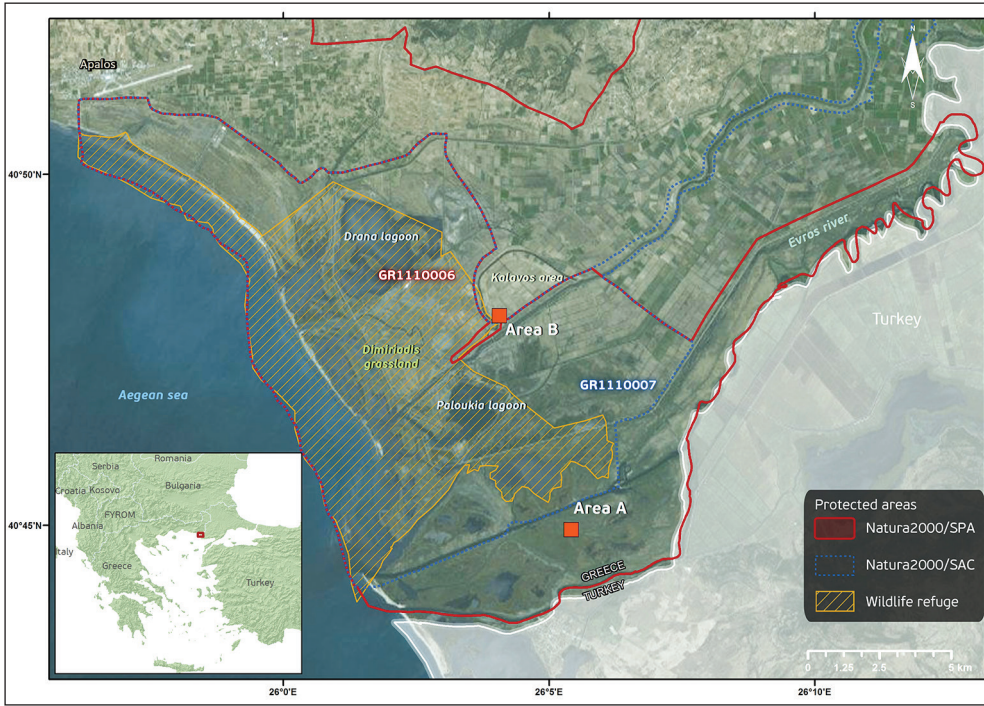 Apalos
N
S
40°50'N
Drana lagoon
GR1110006
Kalavos area
Evros river
Area B
Turkey
Dimiriadis
grassland
GR1110007
Aegean sea
Paloukia lagoon
Romania
Serbia
Croatia
Kosovo
Bulgaria
FYROM
Albania
Italy
Greece
Turkey
40°45'N
Area A
GREECE
TURKEY
Protected areas
Natura2000/SPA
Natura2000/SAC
Wildlife refuge
0 1.25 2.5 5 km
26°0'E
26°5'E
26°10'E